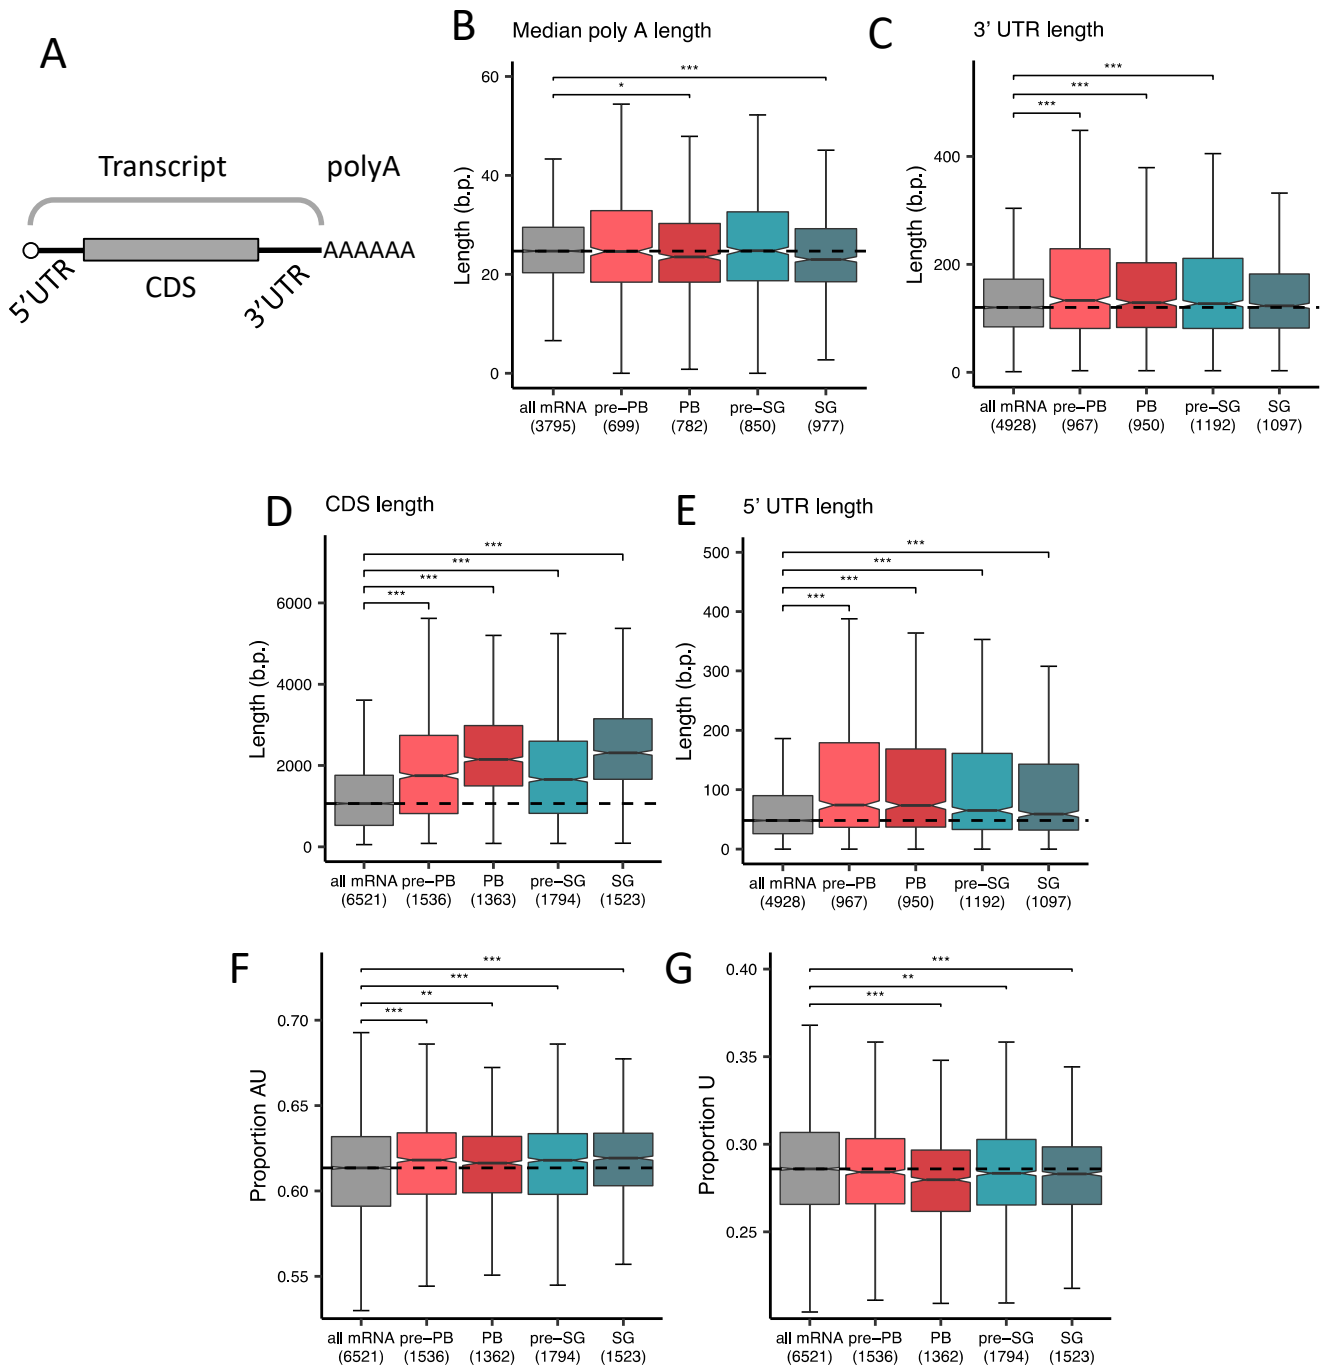 A
Transcript
polyA
AAAAAA
5'UTR
CDS
3'UTR
B
Median poly A length
Length (b.p.)
60
40
20
0
***
*
all mRNA pre−PB PB pre−SG SG
(3795) (699) (782) (850) (977)
C
3' UTR length
Length (b.p.)
400
200
0
***
***
***
all mRNA pre−PB PB pre−SG SG
(4928) (967) (950) (1192) (1097)
D
CDS length
Length (b.p.)
6000
4000
2000
0
***
***
***
***
all mRNA pre−PB PB pre−SG SG
(6521) (1536) (1363) (1794) (1523)
E
5' UTR length
Length (b.p.)
500
400
300
200
100
0
***
***
***
***
all mRNA pre−PB PB pre−SG SG
(4928) (967) (950) (1192) (1097)
F
Proportion AU
0.70
0.65
0.60
0.55
***
***
**
***
all mRNA pre−PB PB pre−SG SG
(6521) (1536) (1362) (1794) (1523)
G
Proportion U
0.40
0.35
0.30
0.25
***
**
***
all mRNA pre−PB PB pre−SG SG
(6521) (1536) (1362) (1794) (1523)